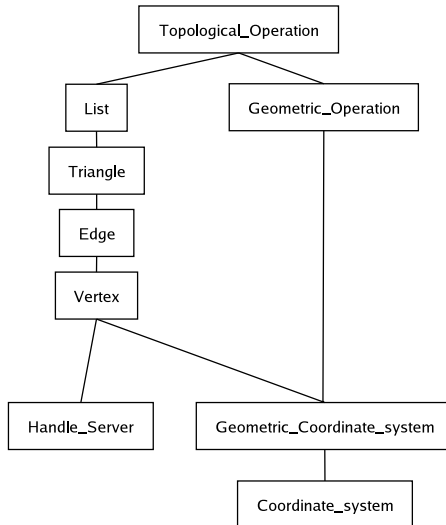 Topological_Operation
List
Geometric_Operation
Triangle
Edge
Vertex
Handle_Server
Geometric_Coordinate_system
Coordinate_system